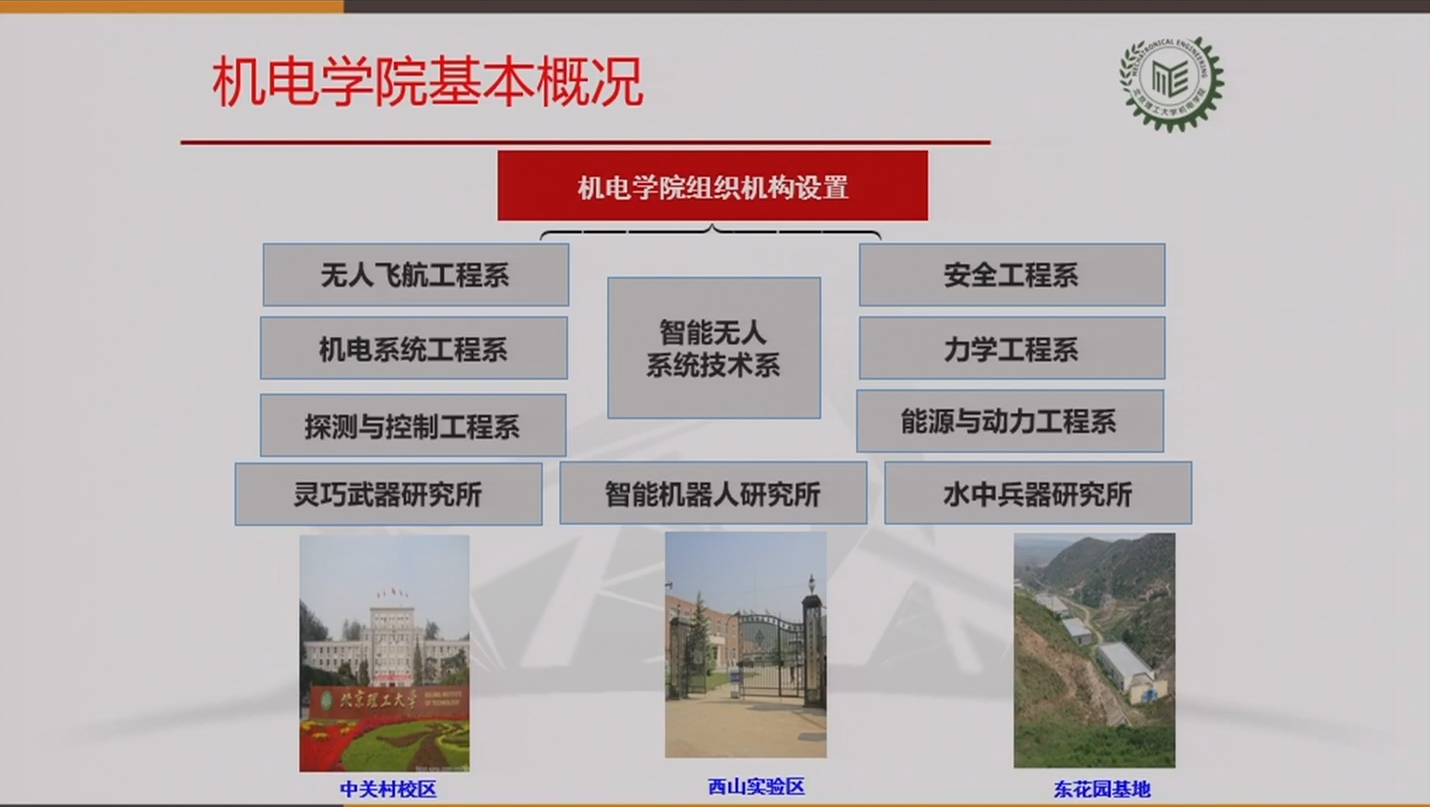 机电学院基本概况
MECHATRONICAL ENGINEERING
北京理工大学机电学院
机电学院组织机构设置
无人飞航工程系
安全工程系
智能无人
系统技术系
机电系统工程系
力学工程系
探测与控制工程系
能源与动力工程系
灵巧武器研究所
智能机器人研究所
水中兵器研究所
北京理工大学
BEIJING INSTITUTE
OF TECHNOLOGY
中关村校区
西山实验区
东花园基地